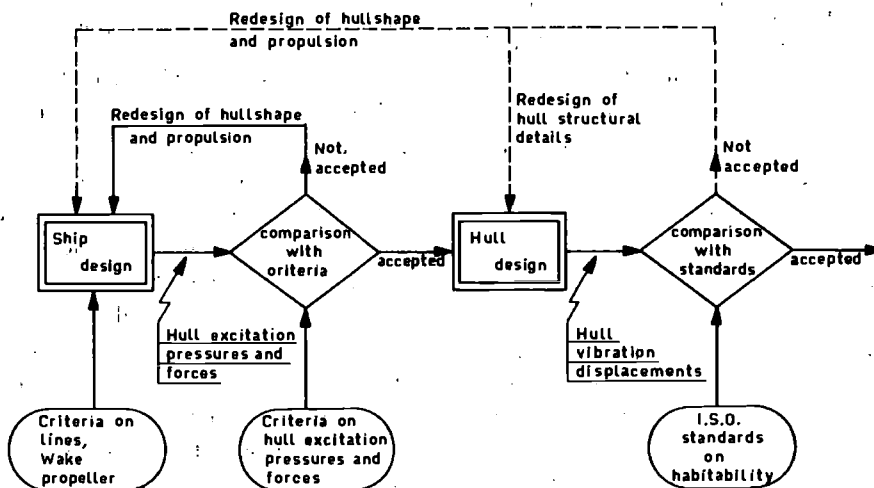 Redesign of hullshape
and propulsion
Redesign of hullshape
and propulsion
Redesign of
hull structural
details
Not.
accepted
Not
accepted
Ship
design
comparison
with
oriteria
accepted
Hull
design
comparison
with
standards
accepted
Hull excitation
pressures and
forces
Hull
vibration
displacements
Criteria on
lines,
Wake
propeller
Criteria on
hull excitation
pressures and
forces
I.S.O.
standards
on
habitability